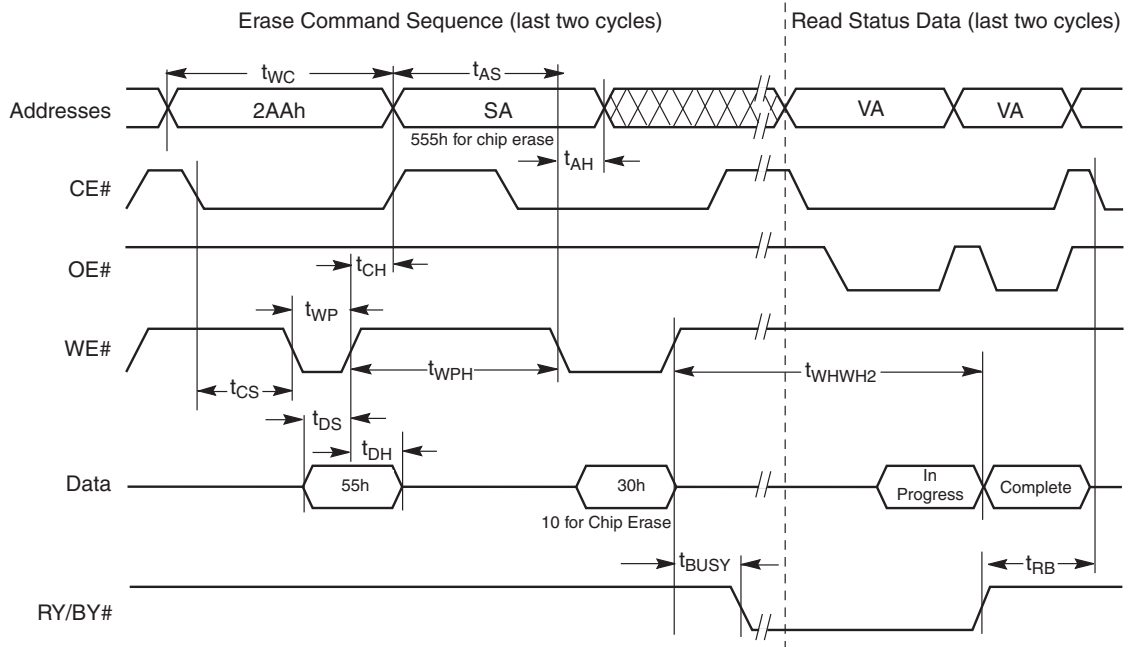 Erase Command Sequence (last two cycles)
Read Status Data (last two cycles)
tWC
tAS
Addresses
2AAh
SA
VA
VA
555h for chip erase
tAH
CE#
OE#
tCH
tWP
WE#
tWPH
tWHWH2
tCS
tDS
tDH
Data
55h
30h
In
Progress
Complete
10 for Chip Erase
tBUSY
tRB
RY/BY#